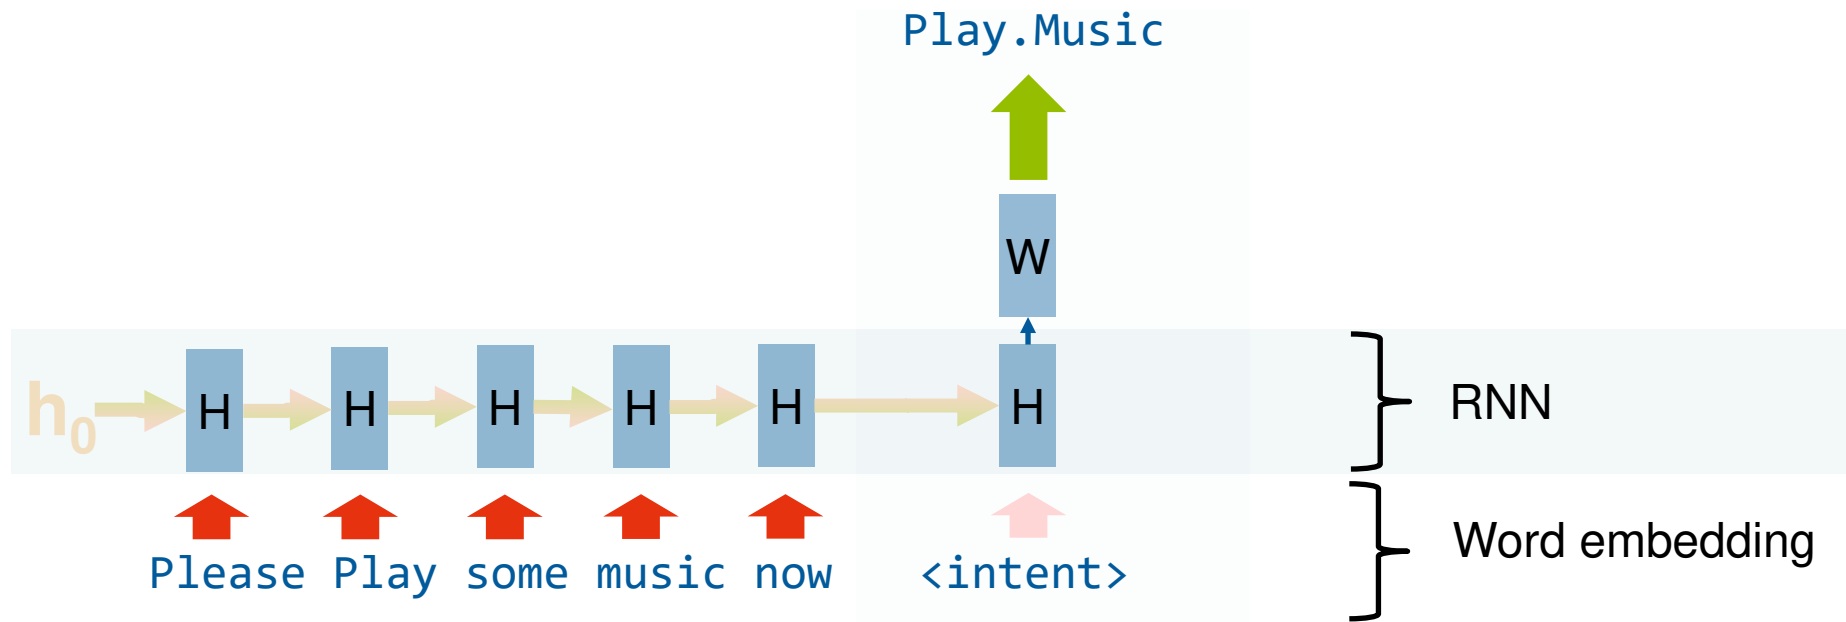 Play.Music
W
h0 H H H H H H RNN
Please Play some music now <intent> Word embedding